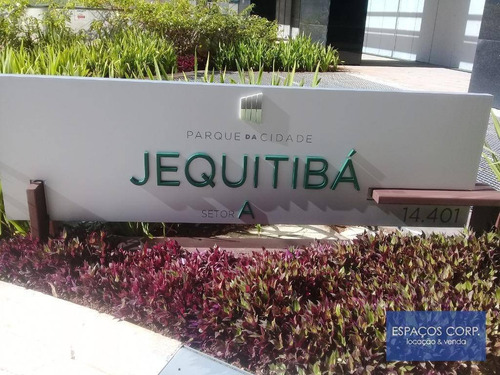 PARQUE DA CIDADE
JEQUITIBÁ
SETOR A
14.401
ESPAÇOS CORP.
locação & venda